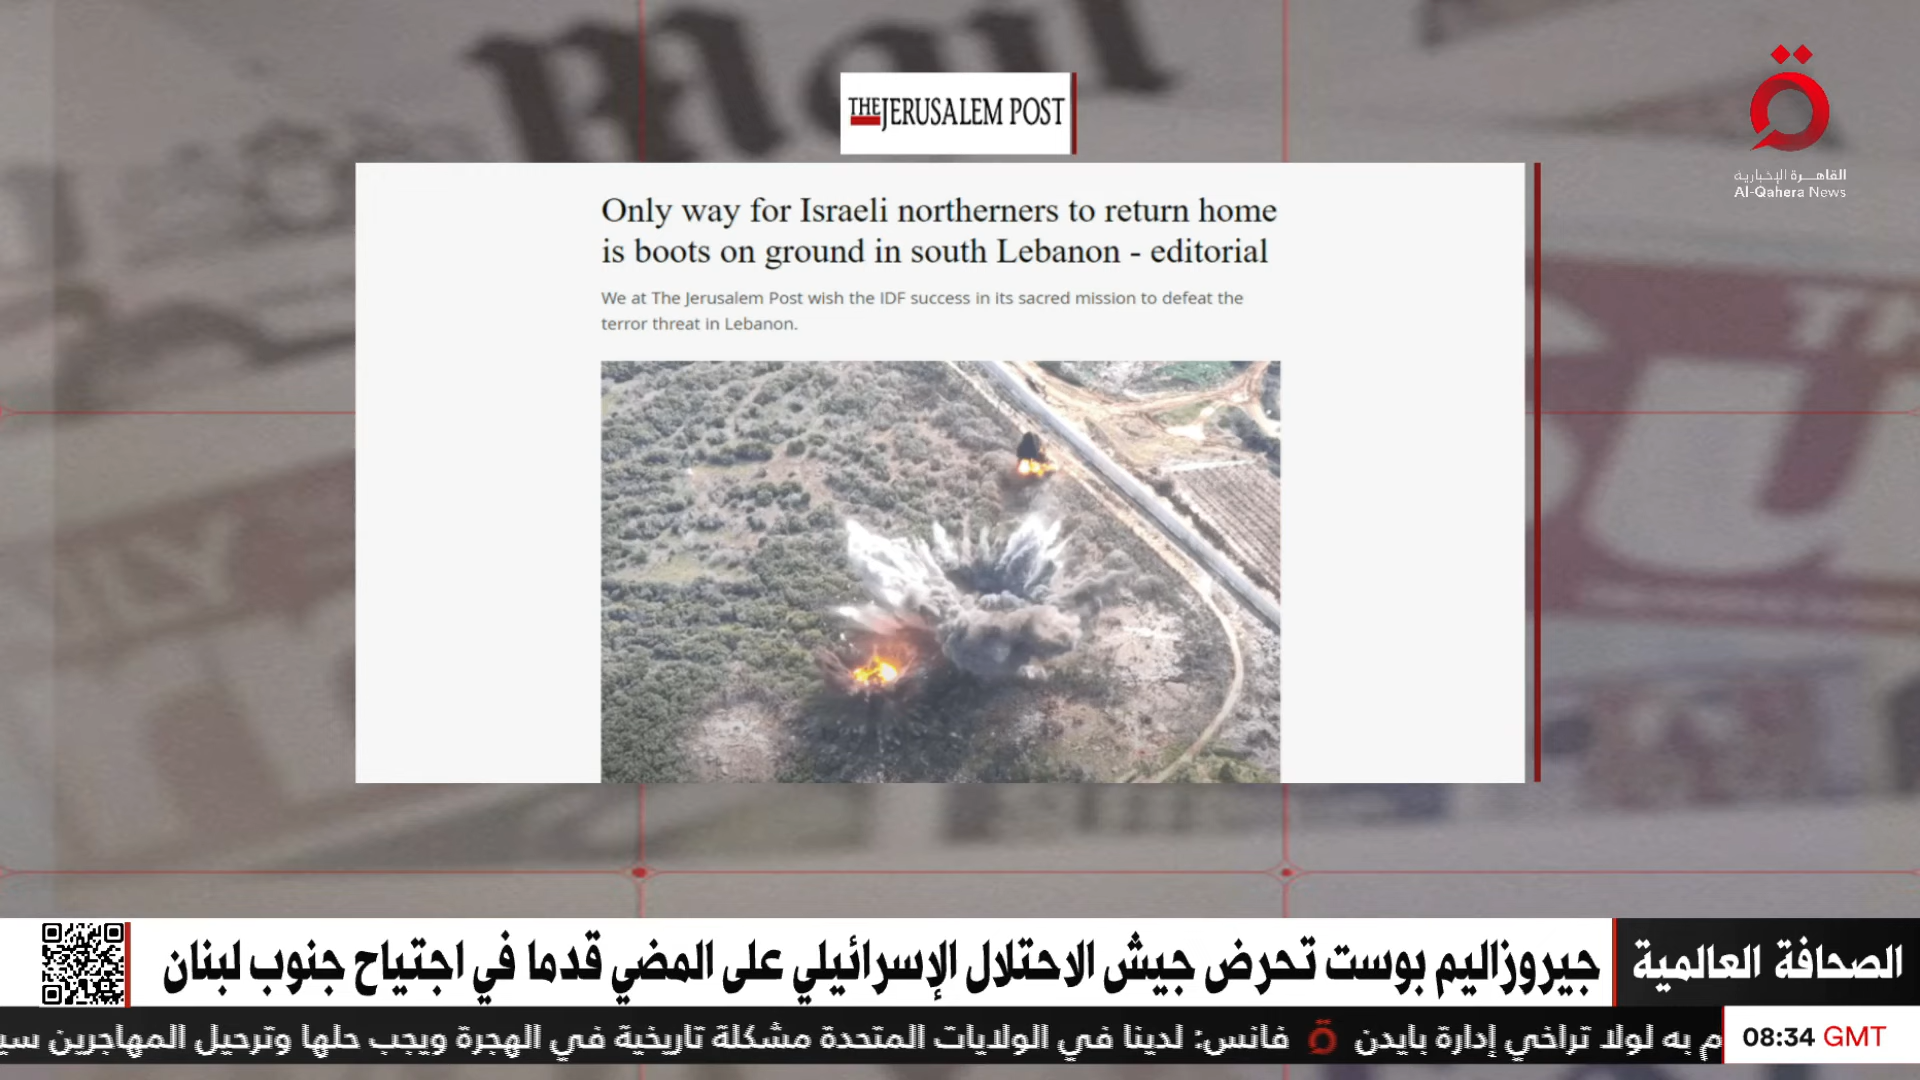 Mail
THE JERUSALEM POST
القاهرة الإخبارية
Al-Qahera News
Only way for Israeli northerners to return home
is boots on ground in south Lebanon - editorial
We at The Jerusalem Post wish the IDF success in its sacred mission to defeat the
terror threat in Lebanon.
الصحافة العالمية
جيروزاليم بوست تحرض جيش الاحتلال الإسرائيلي على المضي قدما في اجتياح جنوب لبنان
08:34 GMT
م به لولا تراخي إدارة بايدن فانس: لدينا في الولايات المتحدة مشكلة تاريخية في الهجرة ويجب حلها وترحيل المهاجرين